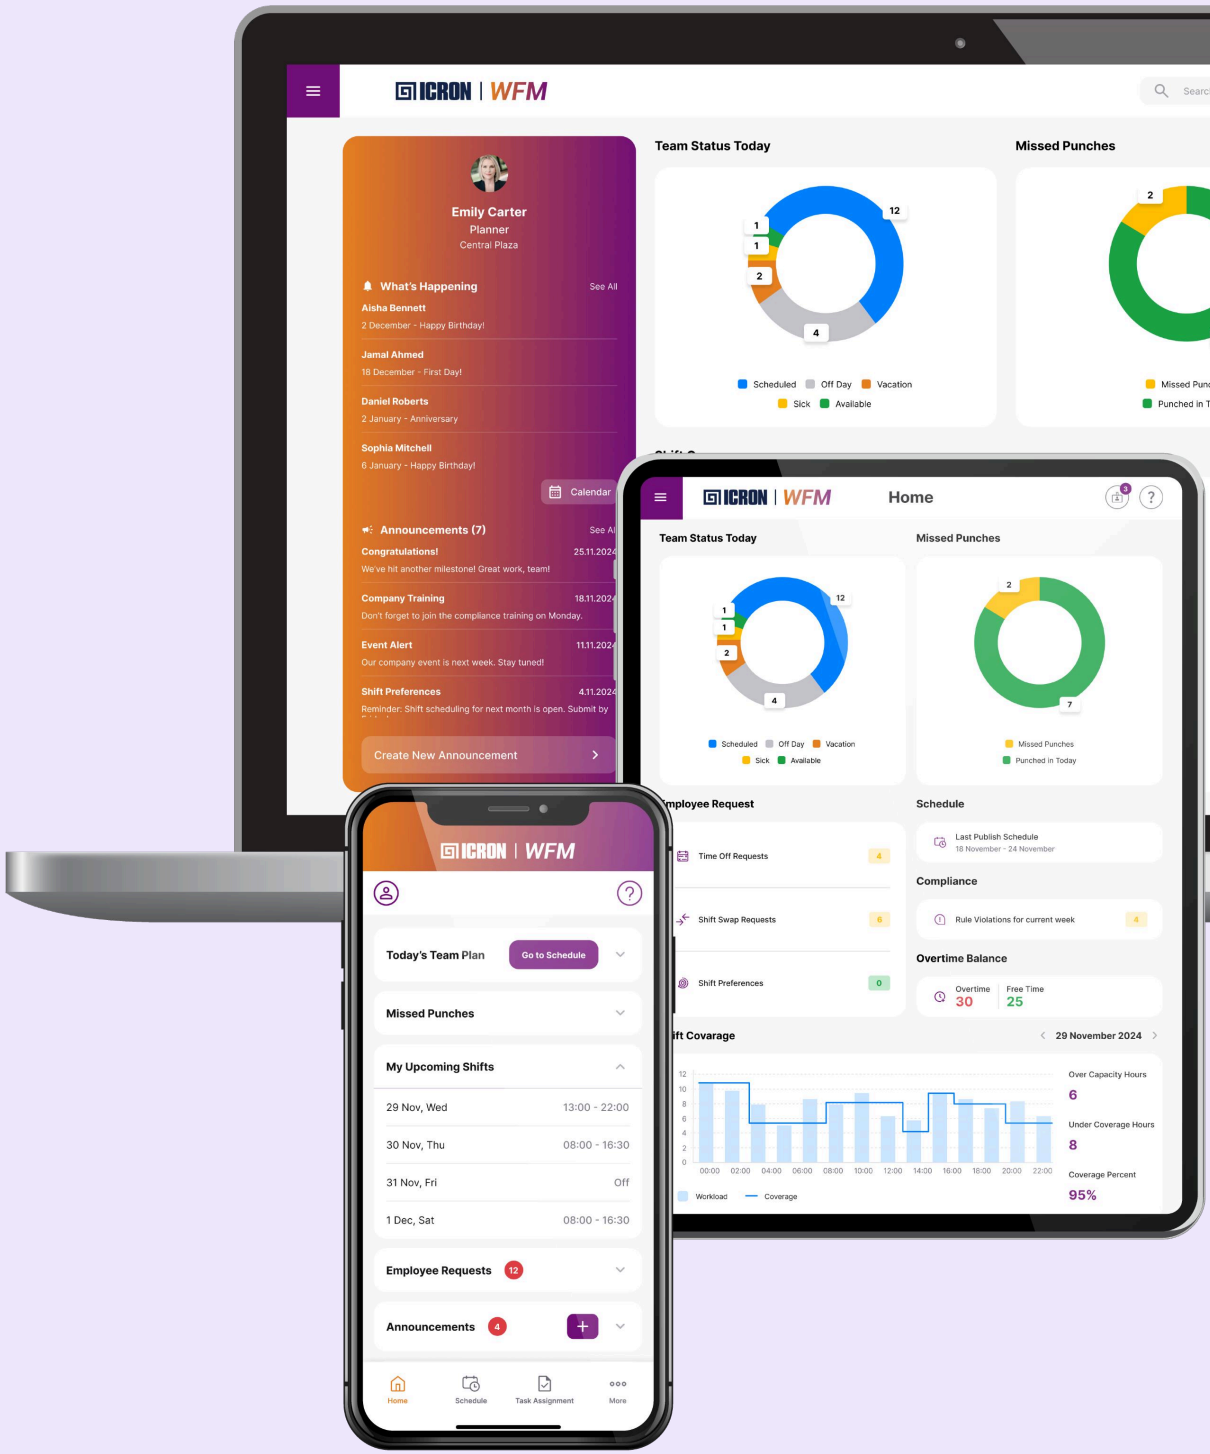 ICRON | WFM
Searc
Emily Carter
Planner
Central Plaza
What's Happening See All
Aisha Bennett
2 December - Happy Birthday!
Jamal Ahmed
18 December - First Day!
Daniel Roberts
2 January - Anniversary
Sophia Mitchell
6 January - Happy Birthday!
Calendar
Announcements (7) See Al
Congratulations! 25.11.2024
We've hit another milestone! Great work, team!
Company Training 18.11.2024
Don't forget to join the compliance training on Monday.
Event Alert 11.11.2024
Our company event is next week. Stay tuned!
Shift Preferences 4.11.2024
Reminder: Shift scheduling for next month is open. Submit by
Create New Announcement
Team Status Today
12
1
1
2
4
Scheduled Off Day Vacation
Sick Available
Missed Punches
2
Missed Punc
Punched in T
ICRON | WFM Home 3 ?
Team Status Today
12
1
1
2
4
Scheduled Off Day Vacation
Sick Available
Missed Punches
2
7
Missed Punches
Punched in Today
mployee Request
Time Off Requests 4
Shift Swap Requests 6
Shift Preferences 0
Schedule
Last Publish Schedule
18 November - 24 November
Compliance
Rule Violations for current week 4
Overtime Balance
Overtime Free Time
30 25
ift Covarage 29 November 2024
12
10
8
6
4
2
0
00:00 02:00 04:00 06:00 08:00 10:00 12:00 14:00 16:00 18:00 20:00 22:00
Workload Coverage
Over Capacity Hours
6
Under Coverage Hours
8
Coverage Percent
95%
ICRON | WFM
?
Today's Team Plan Go to Schedule
Missed Punches
My Upcoming Shifts
29 Nov, Wed 13:00 - 22:00
30 Nov, Thu 08:00 - 16:30
31 Nov, Fri Off
1 Dec, Sat 08:00 - 16:30
Employee Requests 12
Announcements 4 +
Home Schedule Task Assignment More